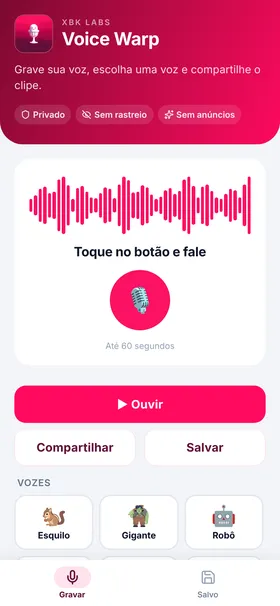 XBK LABS
Voice Warp
Grave sua voz, escolha uma voz e compartilhe o
clipe.
Privado
Sem rastreio
Sem anúncios
Toque no botão e fale
Até 60 segundos
Ouvir
Compartilhar
Salvar
VOZES
Esquilo
Gigante
Robô
Gravar
Salvo